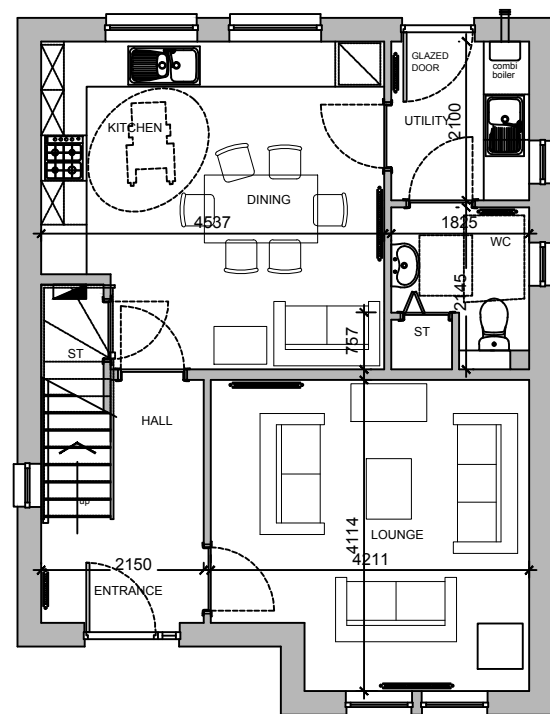 GLAZED
DOOR
combi
boiler
KITCHEN
UTILITY
2100
DINING
4537
1825
WC
2145
757
ST
ST
HALL
up
LOUNGE
4114
4211
2150
ENTRANCE